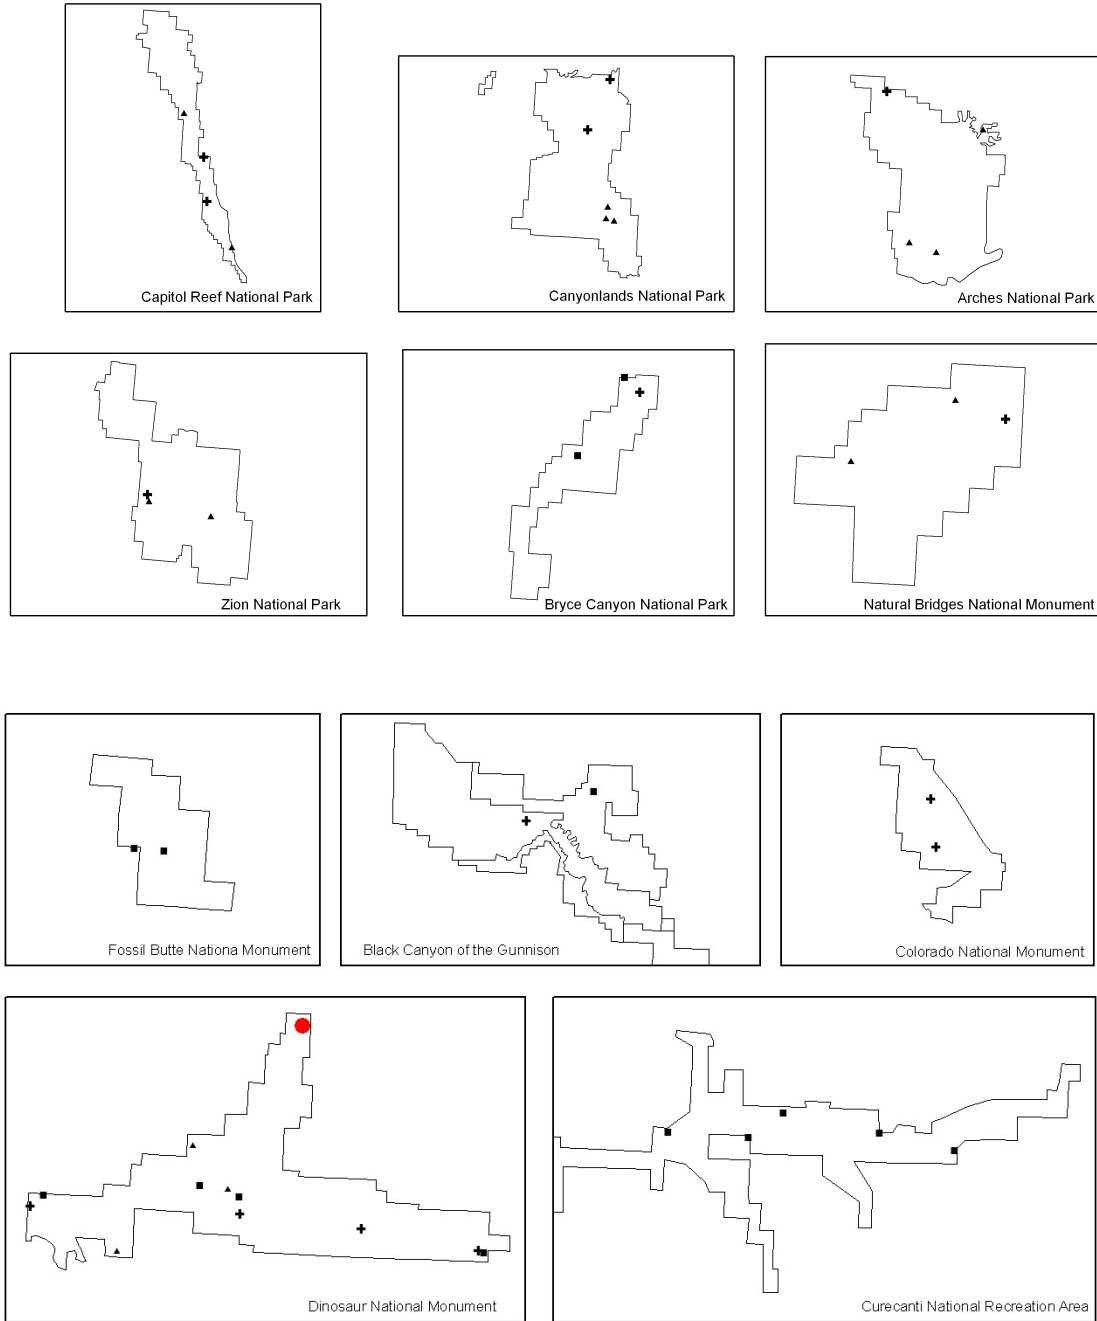 Capitol Reef National Park
Canyonlands National Park
Arches National Park
Zion National Park
Bryce Canyon National Park
Natural Bridges National Monument
Fossil Butte Nationa Monument
Black Canyon of the Gunnison
Colorado National Monument
Dinosaur National Monument
Curecanti National Recreation Area